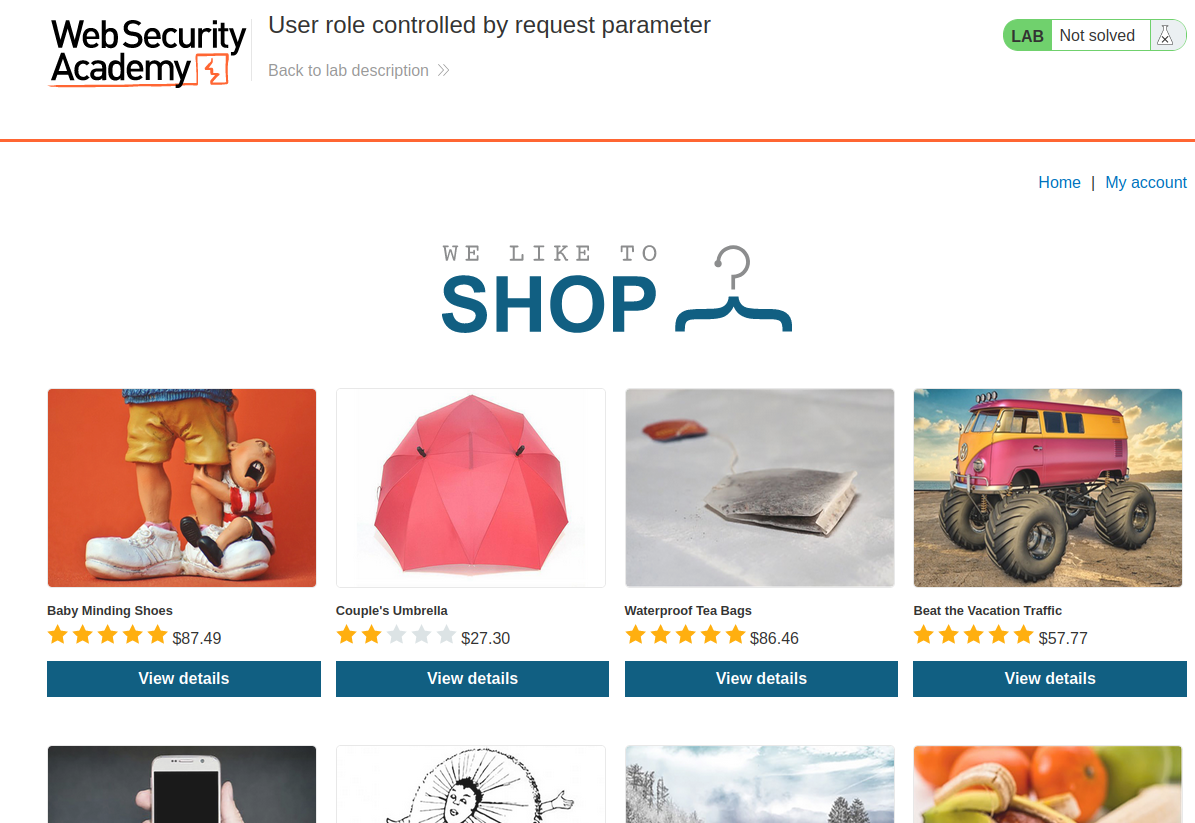 Web Security
Academy
User role controlled by request parameter
Back to lab description
LAB Not solved
Home | My account
WE LIKE TO
SHOP
Baby Minding Shoes
$87.49
View details
Couple's Umbrella
$27.30
View details
Waterproof Tea Bags
$86.46
View details
Beat the Vacation Traffic
$57.77
View details